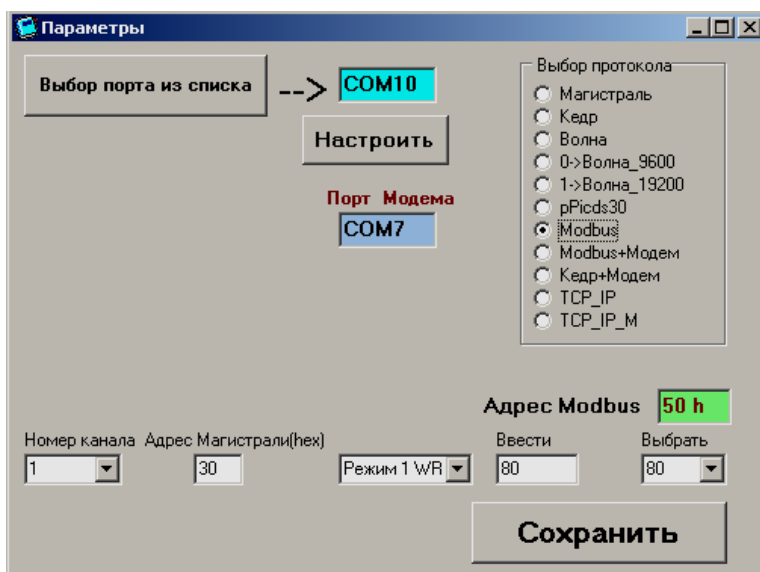 Параметры
Выбор порта из списка
-->
COM10
Настроить
Порт Модема
COM7
Выбор протокола
Магистраль
Кедр
Волна
0->Волна_9600
1->Волна_19200
pPicds30
Modbus
Modbus+Модем
Кедр+Модем
TCP_IP
TCP_IP_M
Адрес Modbus 50 h
Номер канала Адрес Магистрали(hex) Ввести Выбрать
1 30 Режим 1 WR 80 80
Сохранить